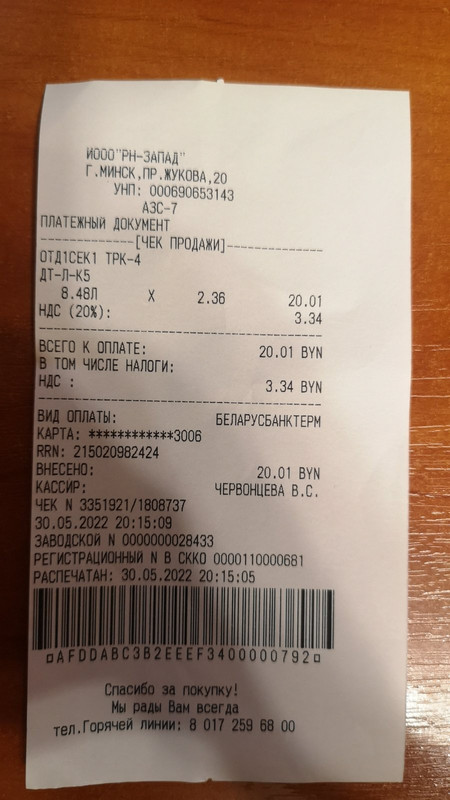 ИООО"РН-ЗАПАД"
Г.МИНСК,ПР.ЖУКОВА,20
УНП: 000690653143
АЗС-7
ПЛАТЕЖНЫЙ ДОКУМЕНТ
--------------[ЧЕК ПРОДАЖИ]--------------
ОТД1СЕК1 ТРК-4
ДТ-Л-К5
8.48Л X 2.36 20.01
НДС (20%): 3.34
ВСЕГО К ОПЛАТЕ: 20.01 BYN
В ТОМ ЧИСЛЕ НАЛОГИ:
НДС : 3.34 BYN
ВИД ОПЛАТЫ: БЕЛАРУСБАНКТЕРМ
КАРТА: ************3006
RRN: 215020982424
ВНЕСЕНО: 20.01 BYN
КАССИР: ЧЕРВОНЦЕВА В.С.
ЧЕК N 3351921/1808737
30.05.2022 20:15:09
ЗАВОДСКОЙ N 0000000028433
РЕГИСТРАЦИОННЫЙ N В СККО 0000110000681
РАСПЕЧАТАН: 30.05.2022 20:15:05
¤AFDDABC3B2EEEF3400000792¤
Спасибо за покупку!
Мы рады Вам всегда
тел.Горячей линии: 8 017 259 68 00